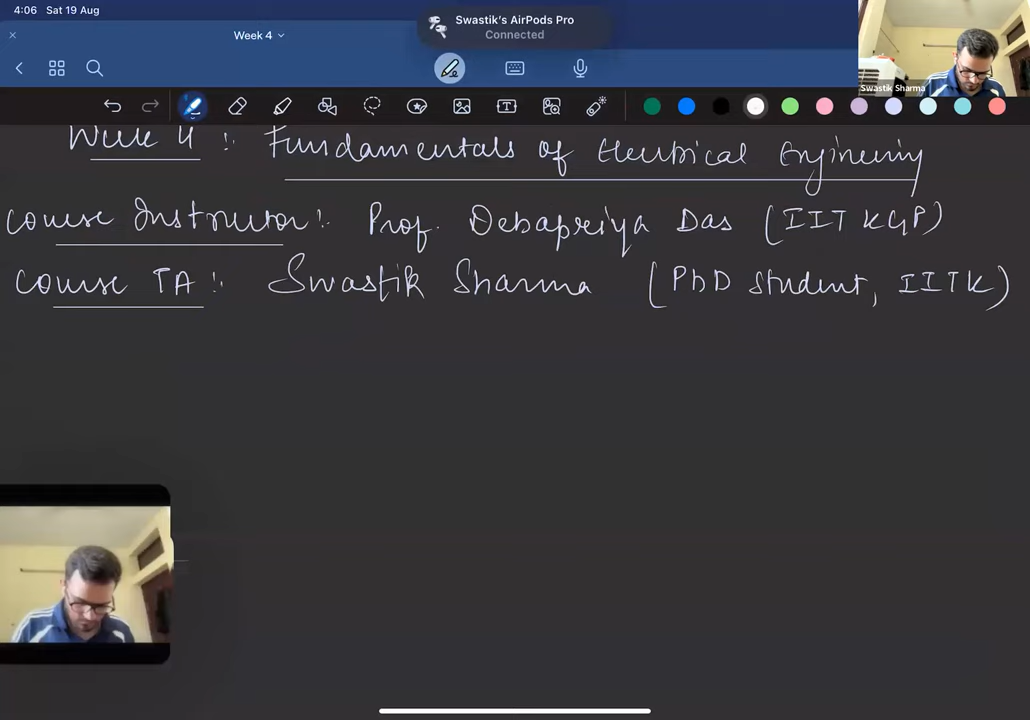 4:06 Sat 19 Aug
Swastik's AirPods Pro
Connected
Week 4
Swastik Sharma
Week 4 :. Fundamentals of Electrical Engineering
Course Instructor :. Prof. Debapriya Das (IIT KGP)
Course TA :. Swastik Sharma (PhD Student, IITK)